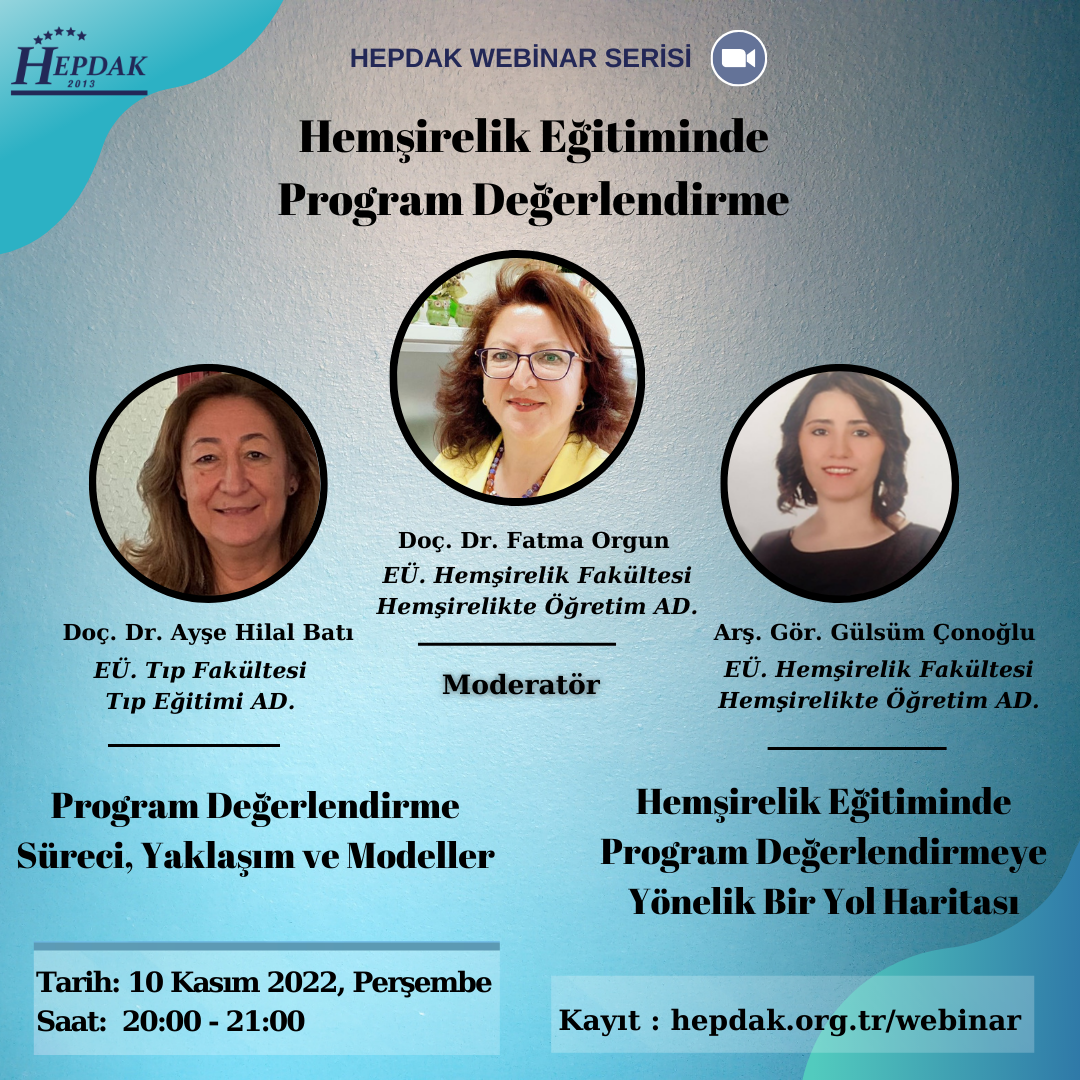 HEPDAK
2013
HEPDAK WEBİNAR SERİSİ
Hemşirelik Eğitiminde
Program Değerlendirme
Doç. Dr. Fatma Orgun
EÜ. Hemşirelik Fakültesi
Hemşirelikte Öğretim AD.
Moderatör
Doç. Dr. Ayşe Hilal Batı
EÜ. Tıp Fakültesi
Tıp Eğitimi AD.
Program Değerlendirme
Süreci, Yaklaşım ve Modeller
Arş. Gör. Gülsüm Çonoğlu
EÜ. Hemşirelik Fakültesi
Hemşirelikte Öğretim AD.
Hemşirelik Eğitiminde
Program Değerlendirmeye
Yönelik Bir Yol Haritası
Tarih: 10 Kasım 2022, Perşembe
Saat: 20:00 - 21:00
Kayıt : hepdak.org.tr/webinar